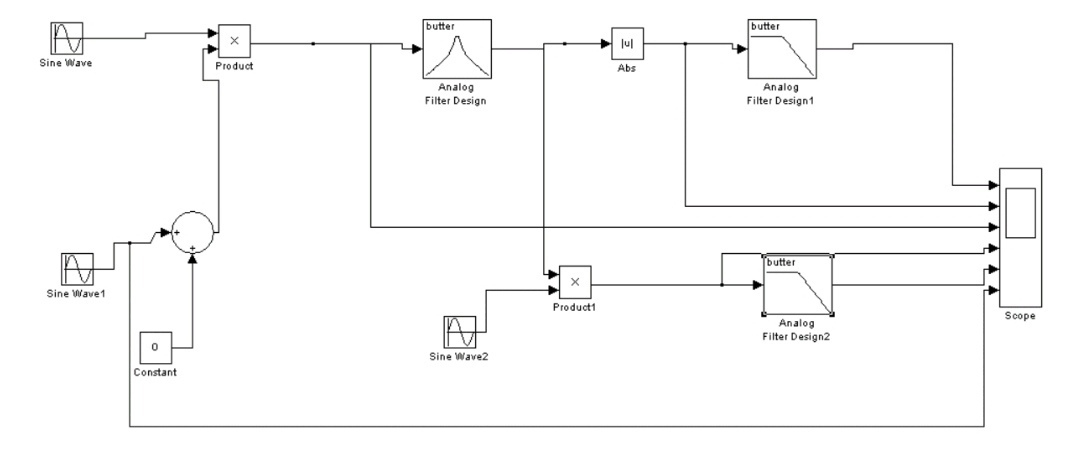 butter
butter
×
|u|
Sine Wave
Product
Abs
Analog
Filter Design
Analog
Filter Design1
+
+
butter
Sine Wave1
×
Product1
Scope
Analog
Filter Design2
0
Sine Wave2
Constant